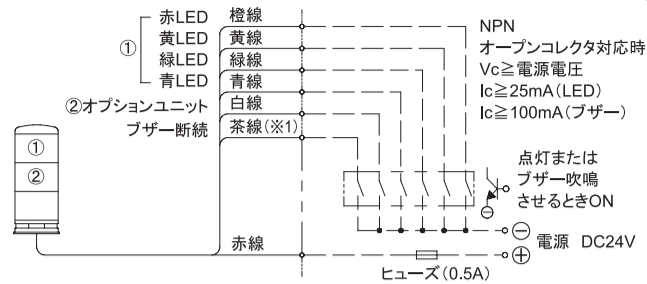 ① 赤LED 橙線
黄LED 黄線
緑LED 緑線
青LED 青線
②オプションユニット 白線
ブザー断続 茶線(※1)
NPN
オープンコレクタ対応時
Vc≧電源電圧
Ic≧25mA(LED)
Ic≧100mA(ブザー)
①
②
点灯または
ブザー吹鳴
させるときON
⊖
⊖ 電源 DC24V
赤線 ⊕
ヒューズ(0.5A)